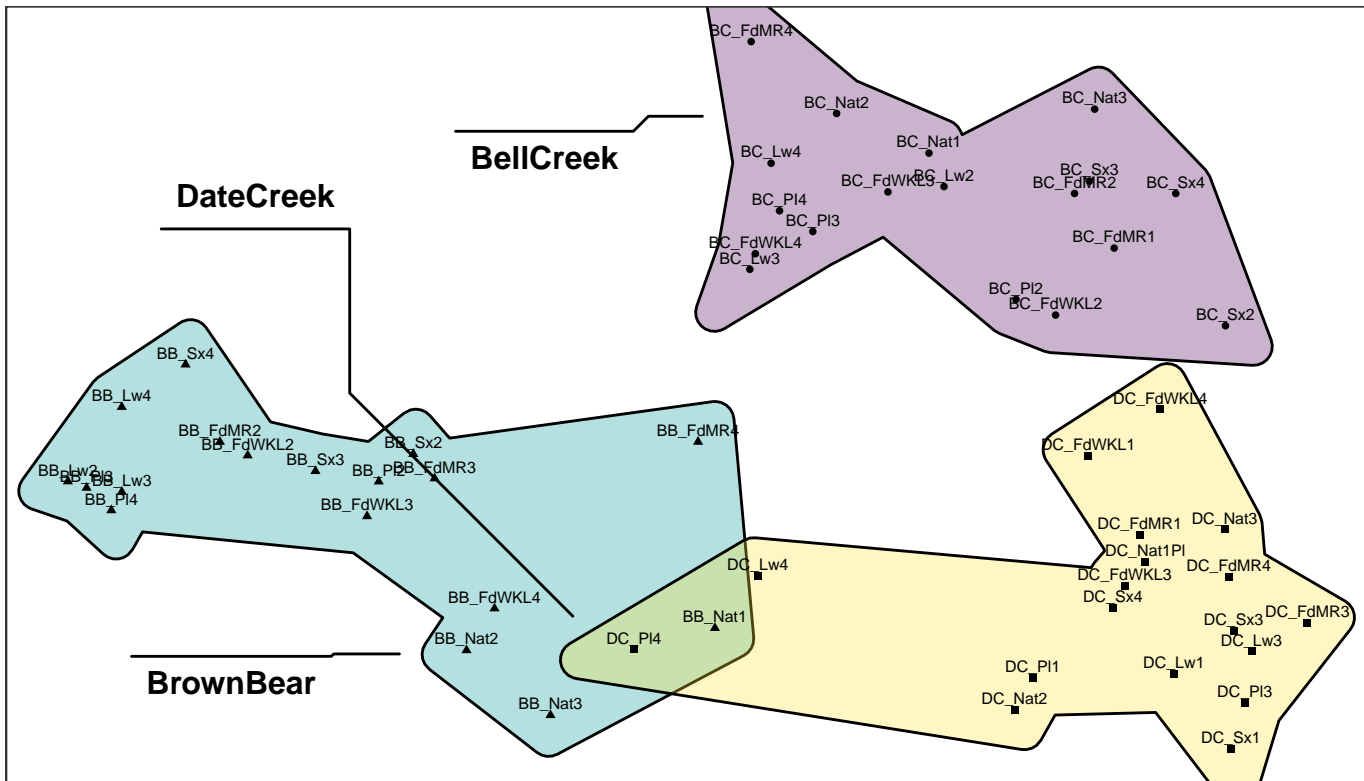 BC_FdMR4
BC_Nat3
BC_Nat2
BC_Nat1
BellCreek
BC_Lw4
BC_Sx3
BC_FdWKL3
BC_Lw2
BC_FdMR2
BC_Sx4
DateCreek
BC_Pl4
BC_Pl3
BC_FdMR1
BC_FdWKL4
BC_Lw3
BC_Pl2
BC_FdWKL2
BC_Sx2
BB_Sx4
BB_Lw4
DC_FdWKL4
BB_FdMR2
BB_FdMR4
BB_FdWKL2
BB_Sx2
DC_FdWKL1
BB_Sx3
BB_Lw2
BB_Pl3
BB_Pl2
BB_FdMR3
BB_Lw3
BB_Pl4
BB_FdWKL3
DC_Nat3
DC_FdMR1
DC_Nat1Pl
DC_Lw4
DC_FdWKL3
DC_FdMR4
BB_FdWKL4
DC_Sx4
BB_Nat1
DC_FdMR3
DC_Sx3
BB_Nat2
DC_Pl4
DC_Lw3
BrownBear
DC_Pl1
DC_Lw1
DC_Nat2
DC_Pl3
BB_Nat3
DC_Sx1